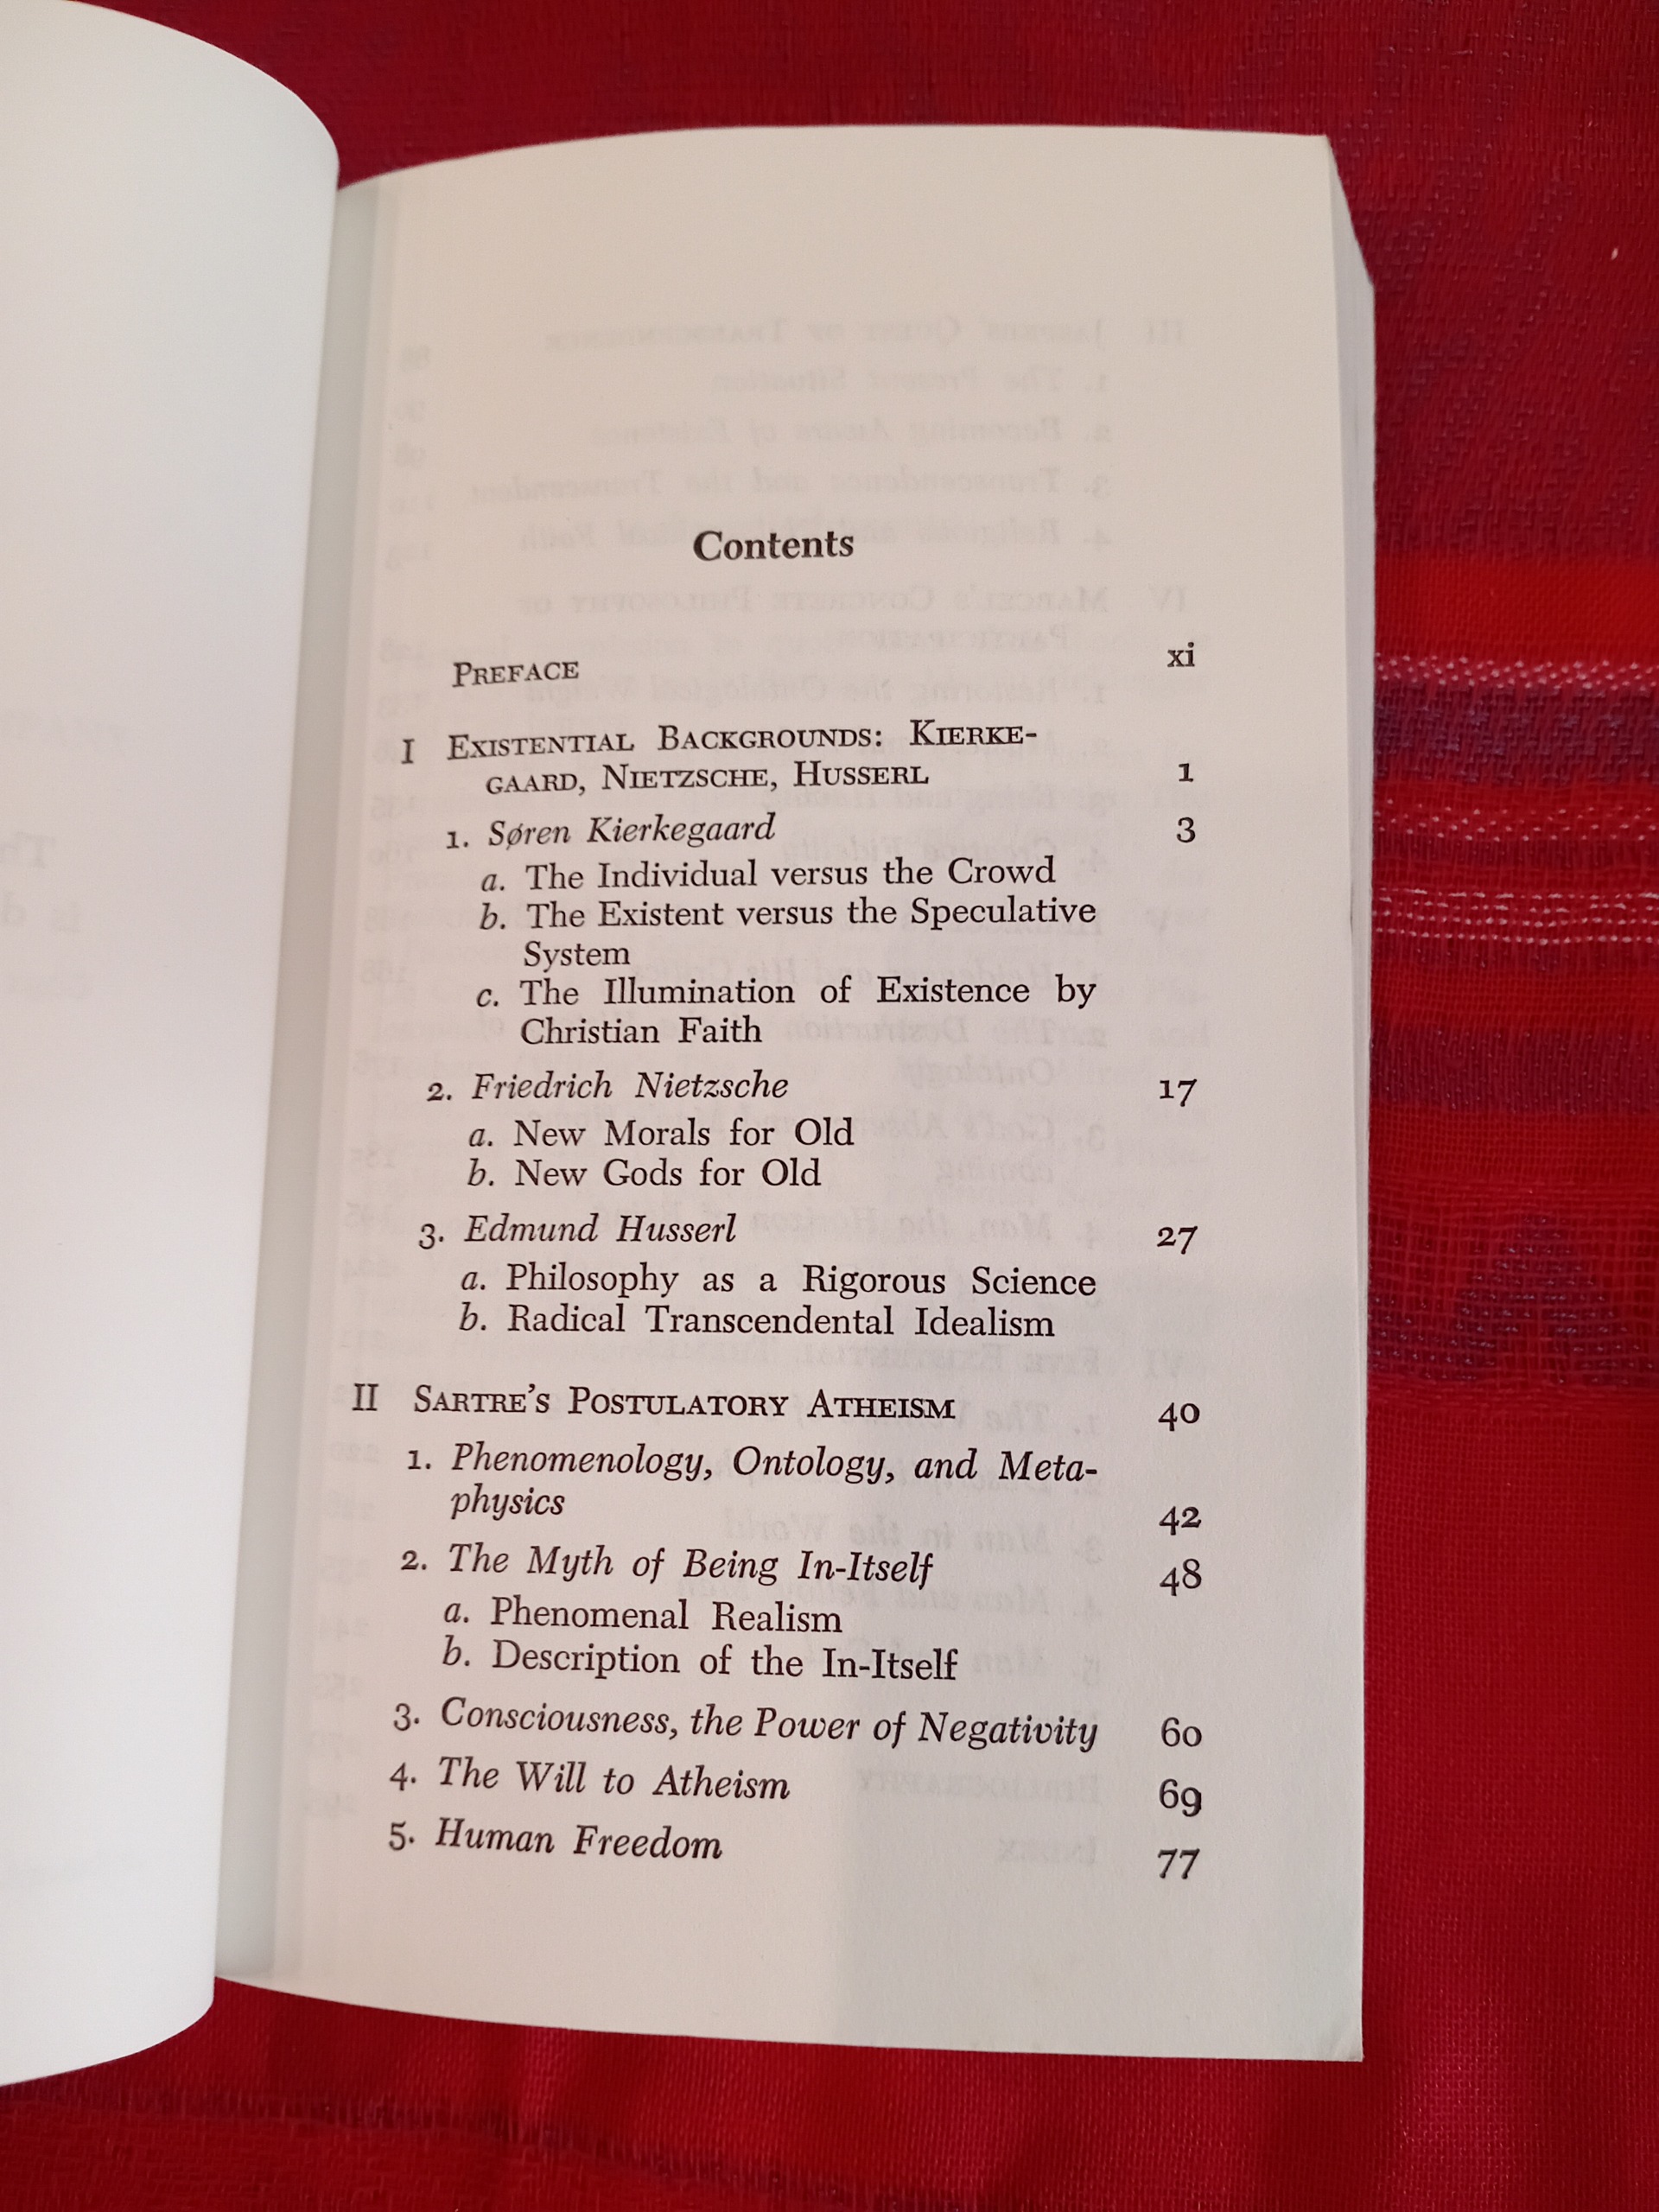 Contents
PREFACE xi
I EXISTENTIAL BACKGROUNDS: KIERKE-
GAARD, NIETZSCHE, HUSSERL 1
1. Søren Kierkegaard 3
a. The Individual versus the Crowd
b. The Existent versus the Speculative
System
c. The Illumination of Existence by
Christian Faith
2. Friedrich Nietzsche 17
a. New Morals for Old
b. New Gods for Old
3. Edmund Husserl 27
a. Philosophy as a Rigorous Science
b. Radical Transcendental Idealism
II SARTRE'S POSTULATORY ATHEISM 40
1. Phenomenology, Ontology, and Meta-
physics 42
2. The Myth of Being In-Itself 48
a. Phenomenal Realism
b. Description of the In-Itself
3. Consciousness, the Power of Negativity 60
4. The Will to Atheism 69
5. Human Freedom 77